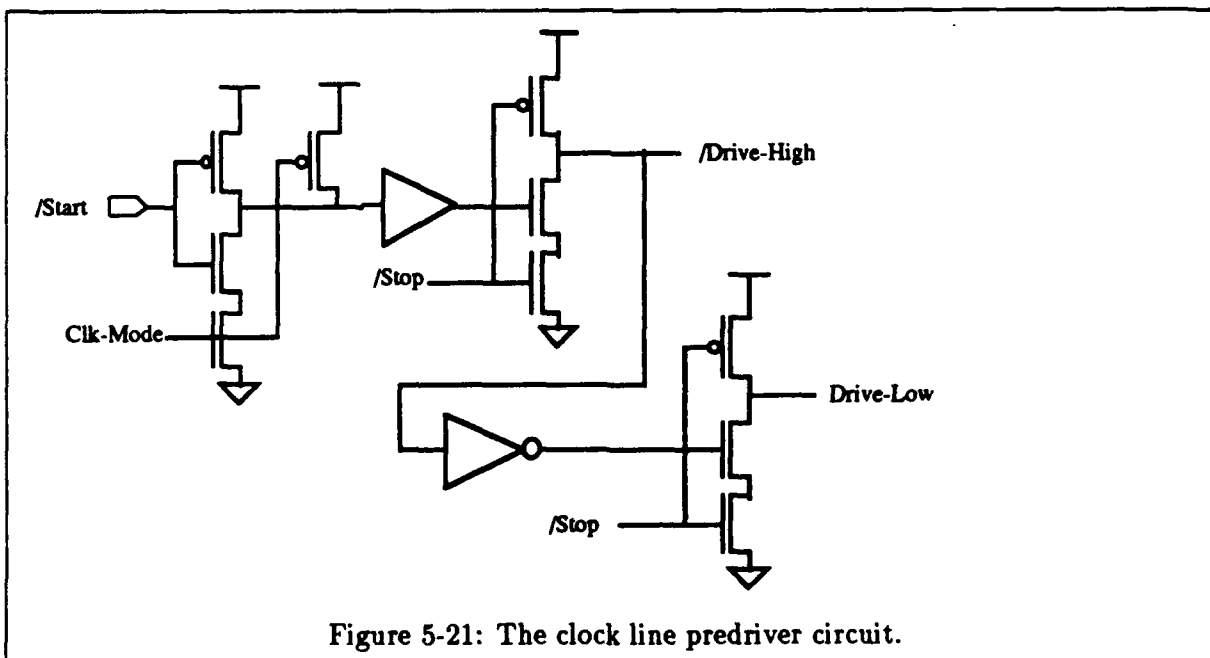 /Drive-High
/Start
/Stop
Clk-Mode
Drive-Low
/Stop
Figure 5-21: The clock line predriver circuit.